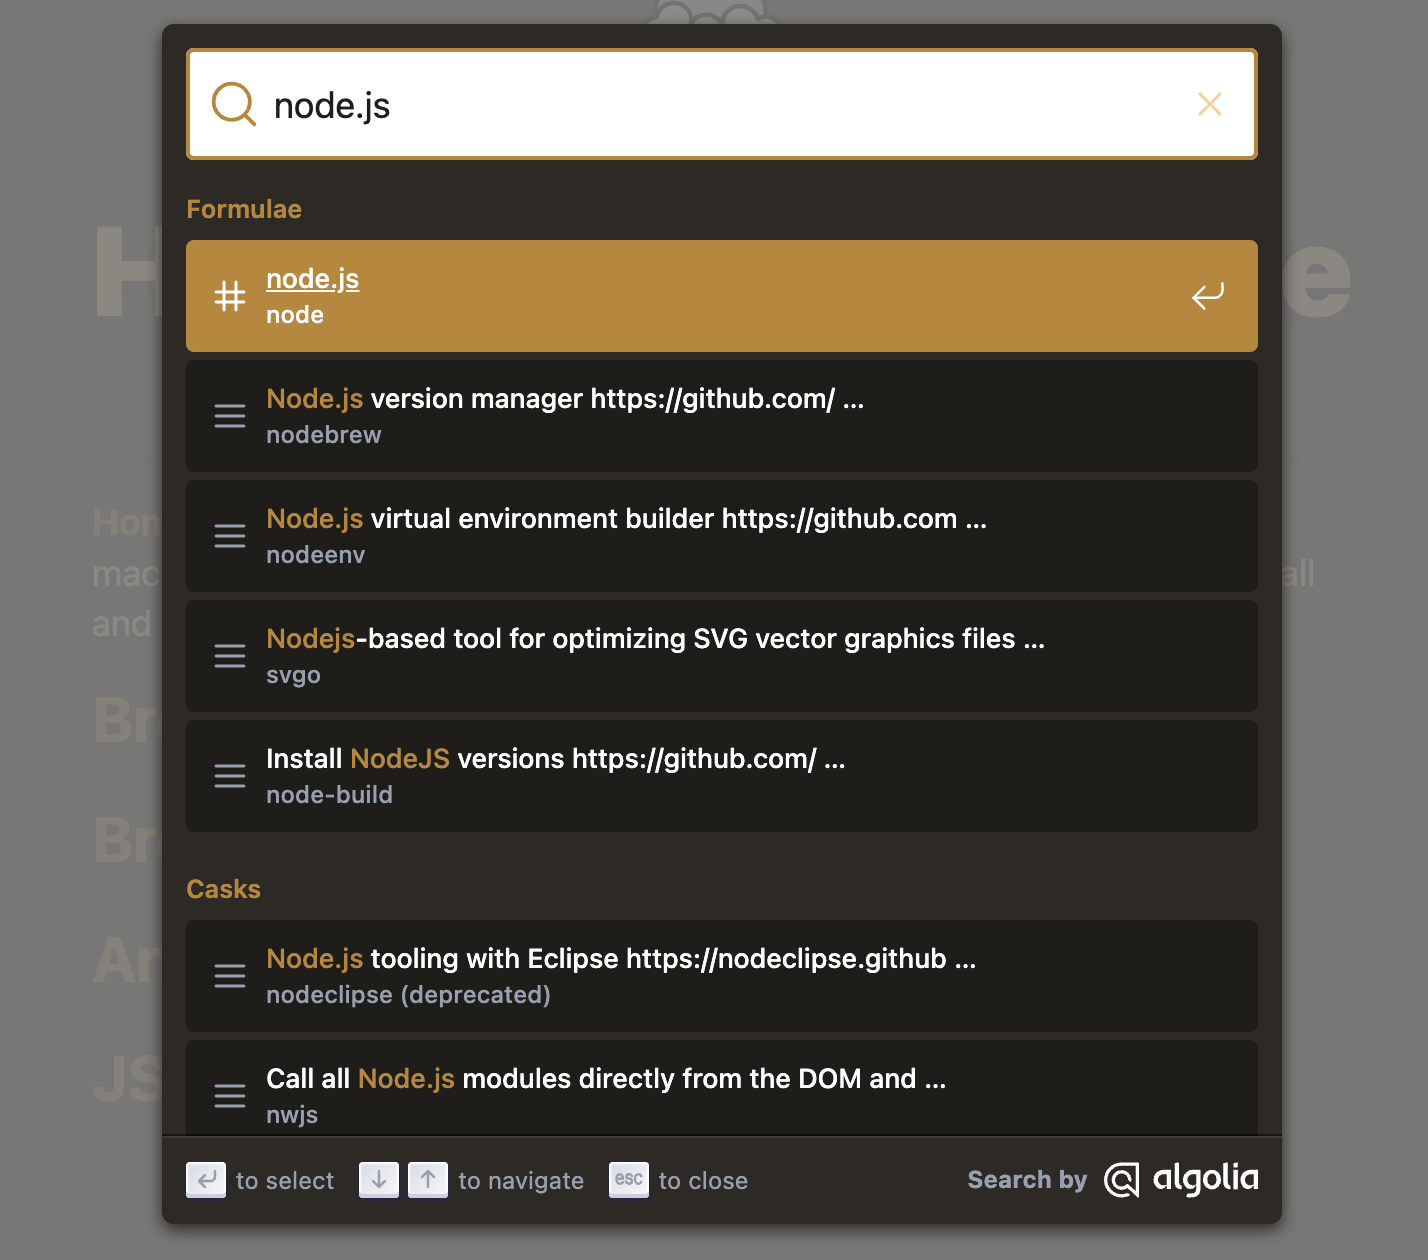 node.js
Formulae
node.js
node
Node.js version manager https://github.com/ ...
nodebrew
Node.js virtual environment builder https://github.com ...
nodeenv
Nodejs-based tool for optimizing SVG vector graphics files ...
svgo
Install NodeJS versions https://github.com/ ...
node-build
Casks
Node.js tooling with Eclipse https://nodeclipse.github ...
nodeclipse (deprecated)
Call all Node.js modules directly from the DOM and ...
nwjs
to select
to navigate
esc to close
Search by algolia
all
and